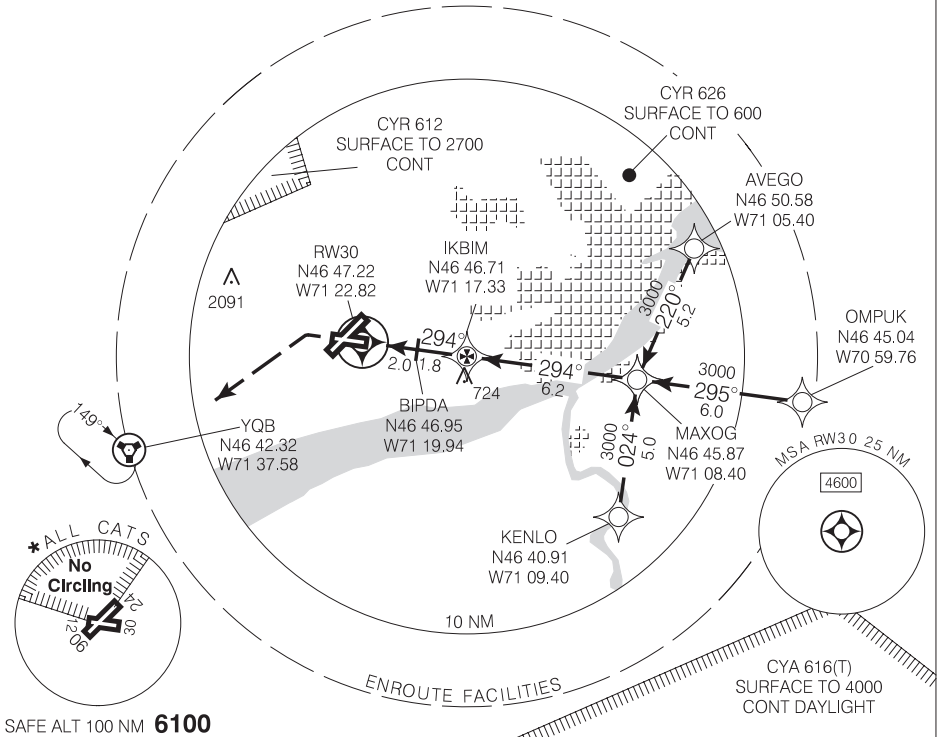 CYR 626
SURFACE TO 600
CONT
CYR 612
SURFACE TO 2700
CONT
AVEGO
N46 50.58
W71 05.40
RW30
N46 47.22
W71 22.82
IKBIM
N46 46.71
W71 17.33
2091
3000
220°
5.2
OMPUK
N46 45.04
W70 59.76
294°
2.0
1.8
294°
6.2
3000
295°
6.0
724
BIPDA
N46 46.95
W71 19.94
MAXOG
N46 45.87
W71 08.40
149°
YQB
N46 42.32
W71 37.58
3000
024°
5.0
MSA RW30 25 NM
4600
KENLO
N46 40.91
W71 09.40
*ALL CATS
No
Circling
24
12
30
06
10 NM
ENROUTE FACILITIES
CYA 616(T)
SURFACE TO 4000
CONT DAYLIGHT
SAFE ALT 100 NM 6100